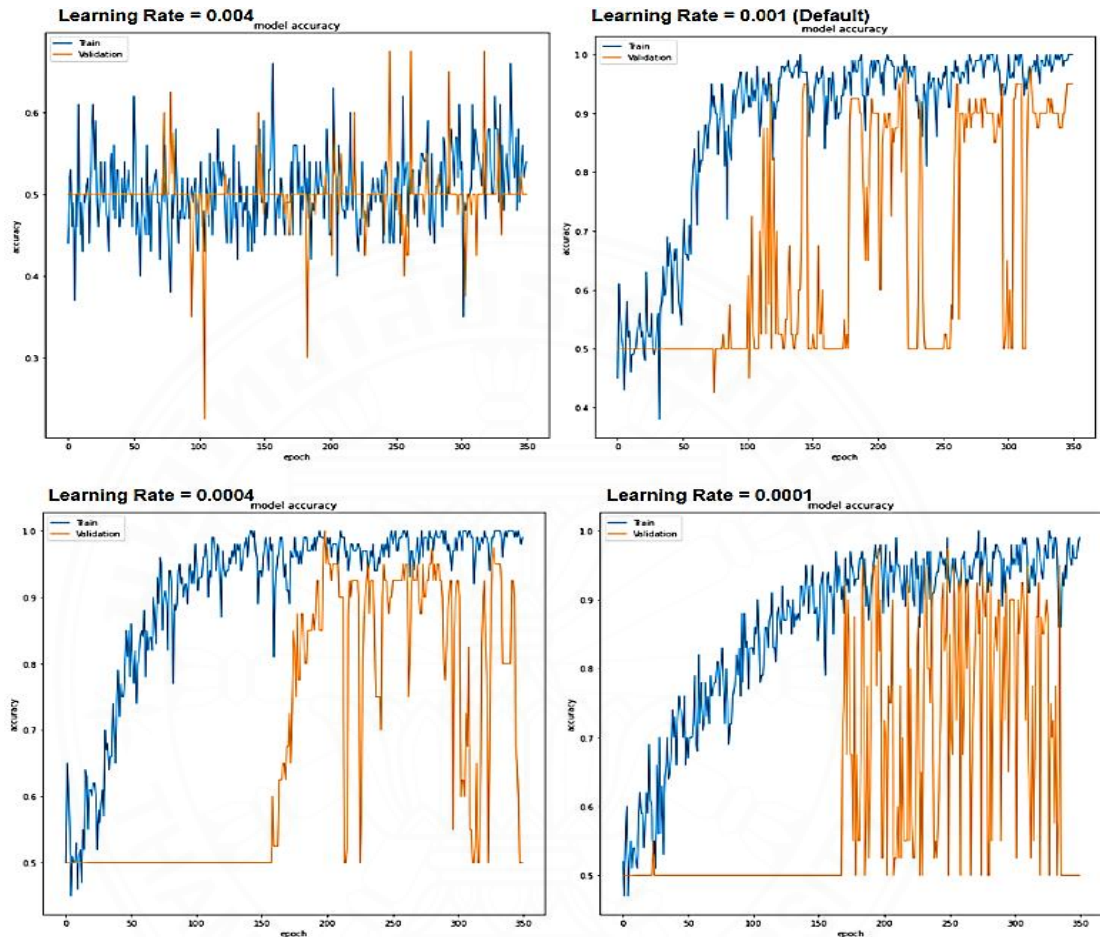 Learning Rate = 0.004
model accuracy
Train
Validation
0.6
0.5
0.4
0.3
accuracy
0
50
100
150
200
250
300
350
epoch
Learning Rate = 0.001 (Default)
model accuracy
Train
Validation
1.0
0.9
0.8
0.7
0.6
0.5
0.4
accuracy
0
50
100
150
200
250
300
350
epoch
Learning Rate = 0.0004
model accuracy
Train
Validation
1.0
0.9
0.8
0.7
0.6
0.5
accuracy
0
50
100
150
200
250
300
350
epoch
Learning Rate = 0.0001
model accuracy
Train
Validation
1.0
0.9
0.8
0.7
0.6
0.5
accuracy
0
50
100
150
200
250
300
350
epoch